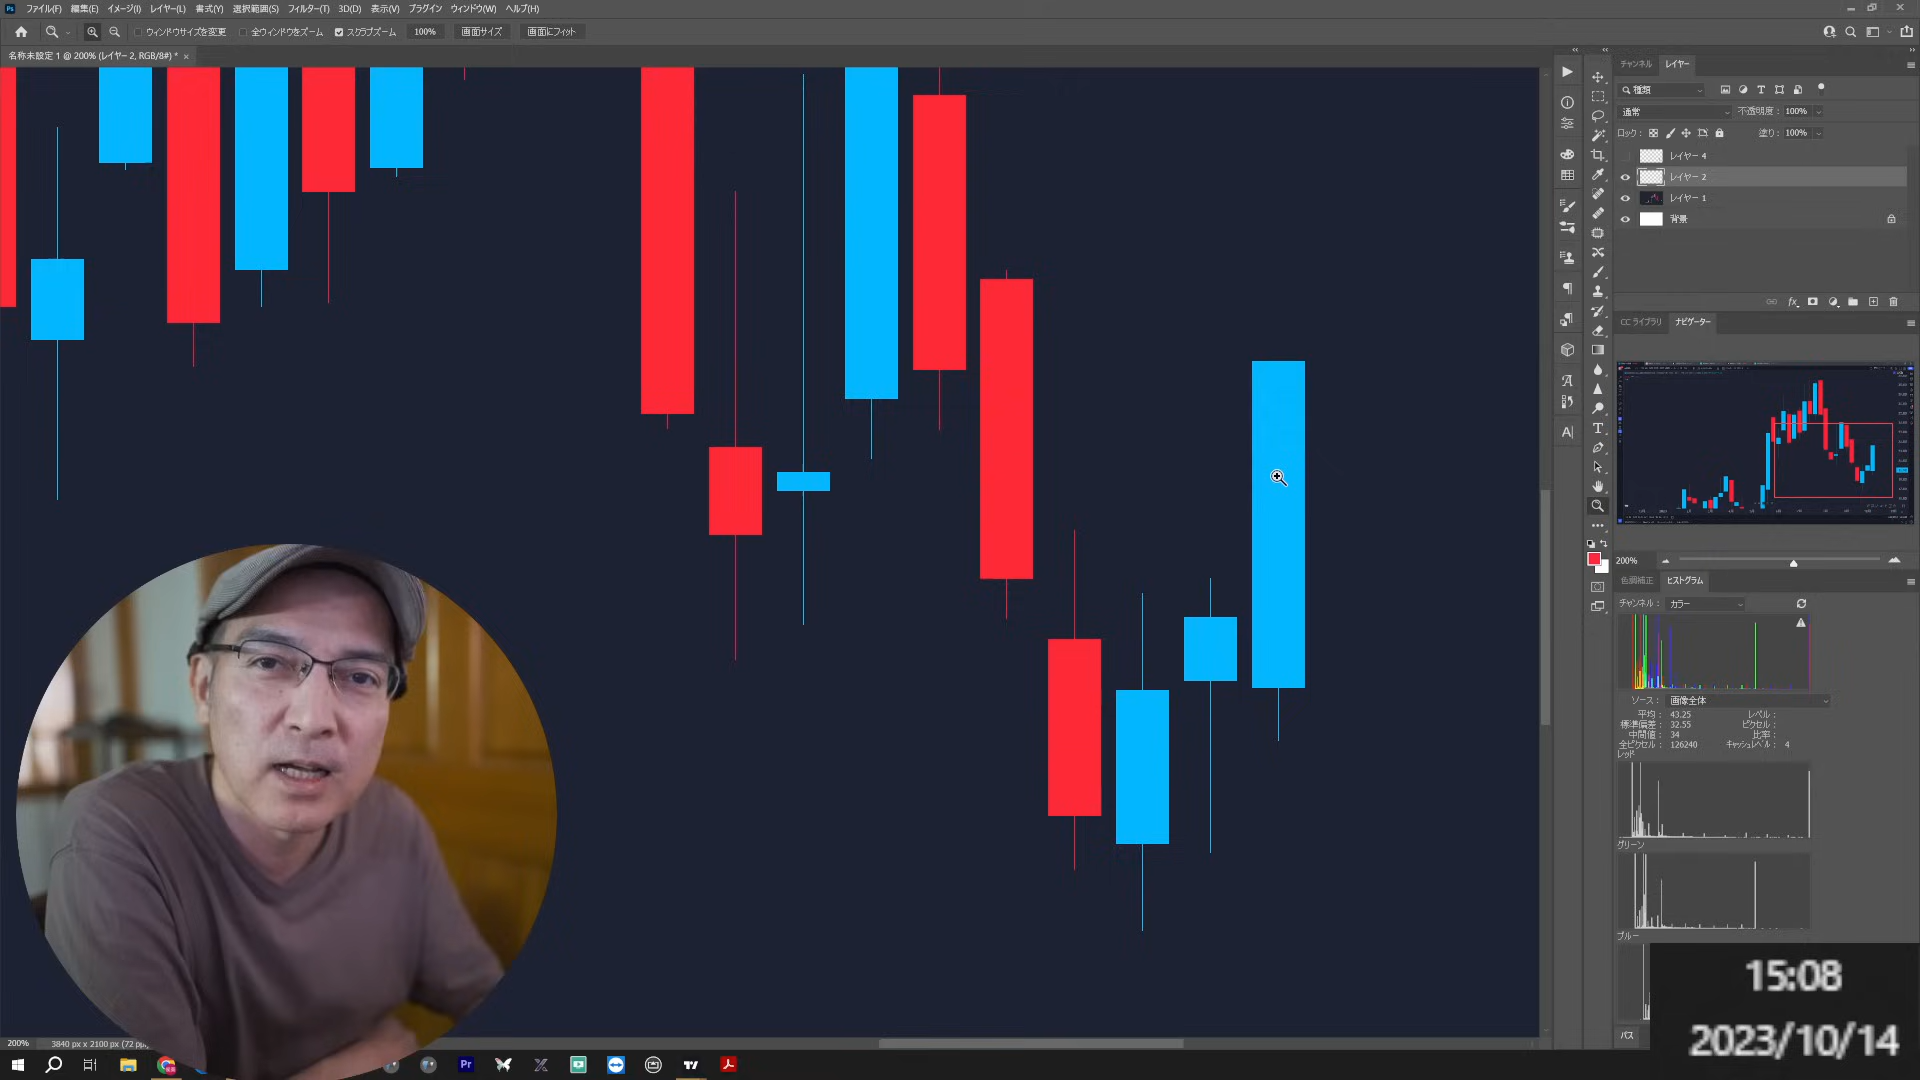 Ps ファイル(F) 編集(E) イメージ(I) レイヤー(L) 書式(Y) 選択範囲(S) フィルター(T) 3D(D) 表示(V) プラグイン ウィンドウ(W) ヘルプ(H)
ウィンドウサイズを変更 全ウィンドウをズーム スクラブズーム 100% 画面サイズ 画面にフィット
名称未設定 1 @ 200% (レイヤー 2, RGB/8#) * ×
チャンネル レイヤー
種類
通常 不透明度: 100%
ロック: 塗り: 100%
レイヤー 4
レイヤー 2
レイヤー 1
背景
fx
CC ライブラリ ナビゲーター
200%
色調補正 ヒストグラム
チャンネル: カラー
ソース: 画像全体
平均: 43.25 レベル:
標準偏差: 32.55 ピクセル:
中間値: 34 比率:
全ピクセル: 126240 キャッシュレベル: 4
レッド
グリーン
ブルー
パス
15:08
2023/10/14
200% 3840 px x 2100 px (72 pp
Pr